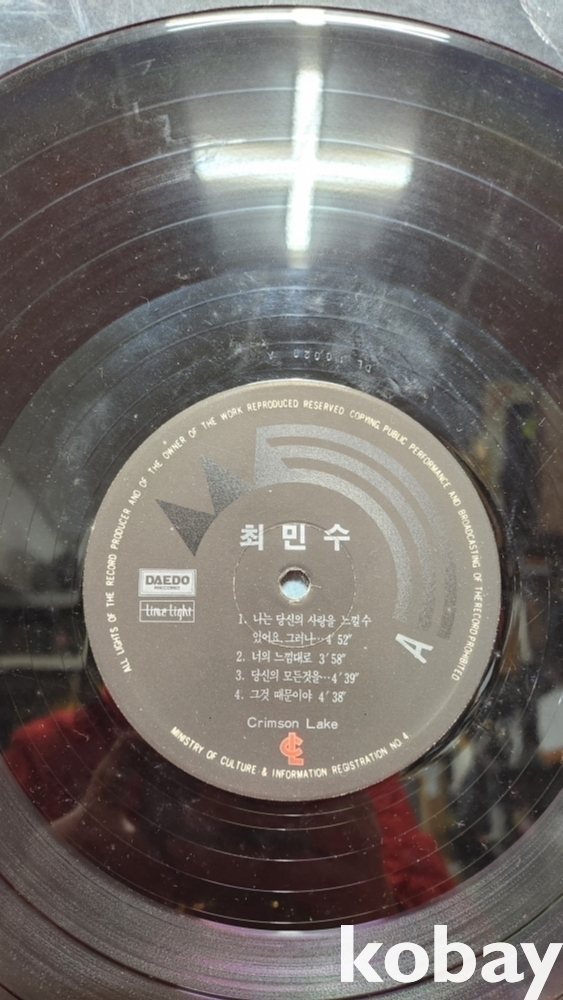 ALL LIGHTS OF THE RECORD PRODUCER AND OF THE OWNER OF THE WORK REPRODUCED RESERVED. COPYING, PUBLIC PERFORMANCE AND BROADCASTING OF THE RECORD PROHIBITED
최민수
DAEDO
Lime Light
1. 나는 당신의 사랑을 느낄수
있어요, 그러나…4′52″
2. 너의 느낌대로 3′58″
3. 당신의 모든것을…4′39″
4. 그것 때문이야 4′38″
A
Crimson Lake
MINISTRY OF CULTURE & INFORMATION REGISTRATION NO. 4
kobay